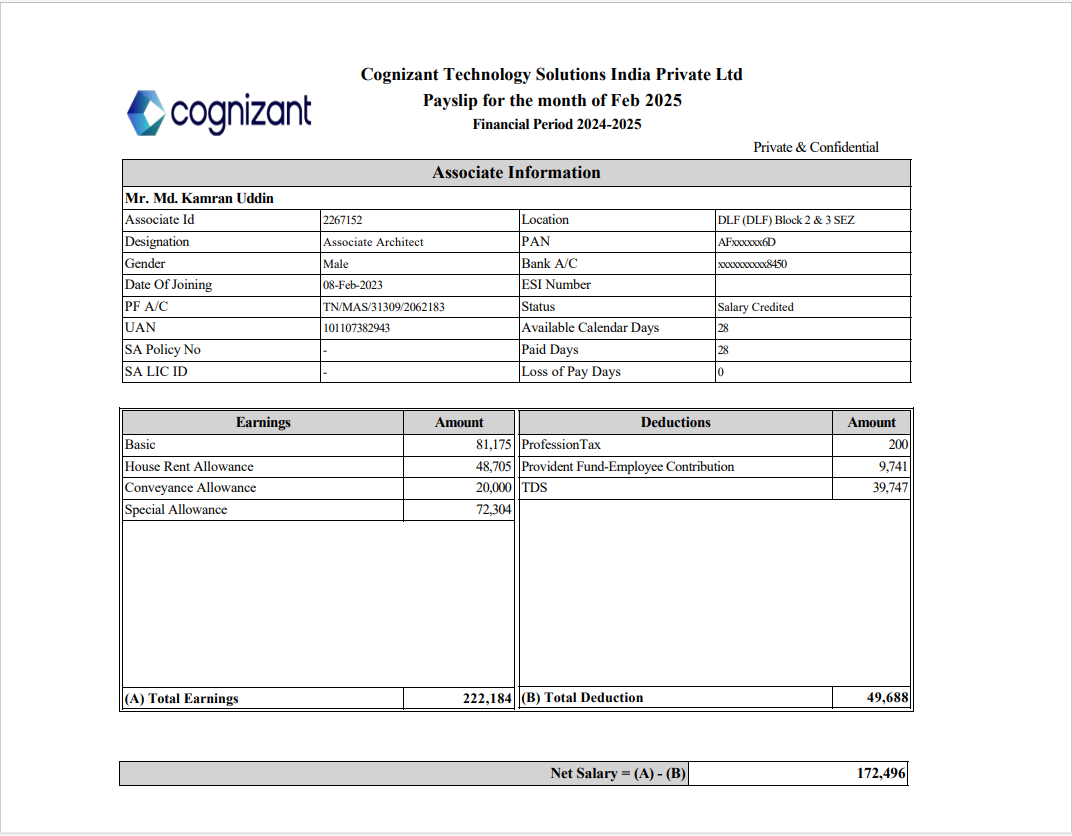 Cognizant Technology Solutions India Private Ltd
cognizant
Payslip for the month of Feb 2025
Financial Period 2024-2025
Private & Confidential
Associate Information
Mr. Md. Kamran Uddin
Associate Id 2267152 Location DLF (DLF) Block 2 & 3 SEZ
Designation Associate Architect PAN AFxxxxxx6D
Gender Male Bank A/C xxxxxxxxxx8450
Date Of Joining 08-Feb-2023 ESI Number
PF A/C TN/MAS/31309/2062183 Status Salary Credited
UAN 101107382943 Available Calendar Days 28
SA Policy No - Paid Days 28
SA LIC ID - Loss of Pay Days 0
Earnings Amount Deductions Amount
Basic 81,175 ProfessionTax 200
House Rent Allowance 48,705 Provident Fund-Employee Contribution 9,741
Conveyance Allowance 20,000 TDS 39,747
Special Allowance 72,304
(A) Total Earnings 222,184 (B) Total Deduction 49,688
Net Salary = (A) - (B) 172,496